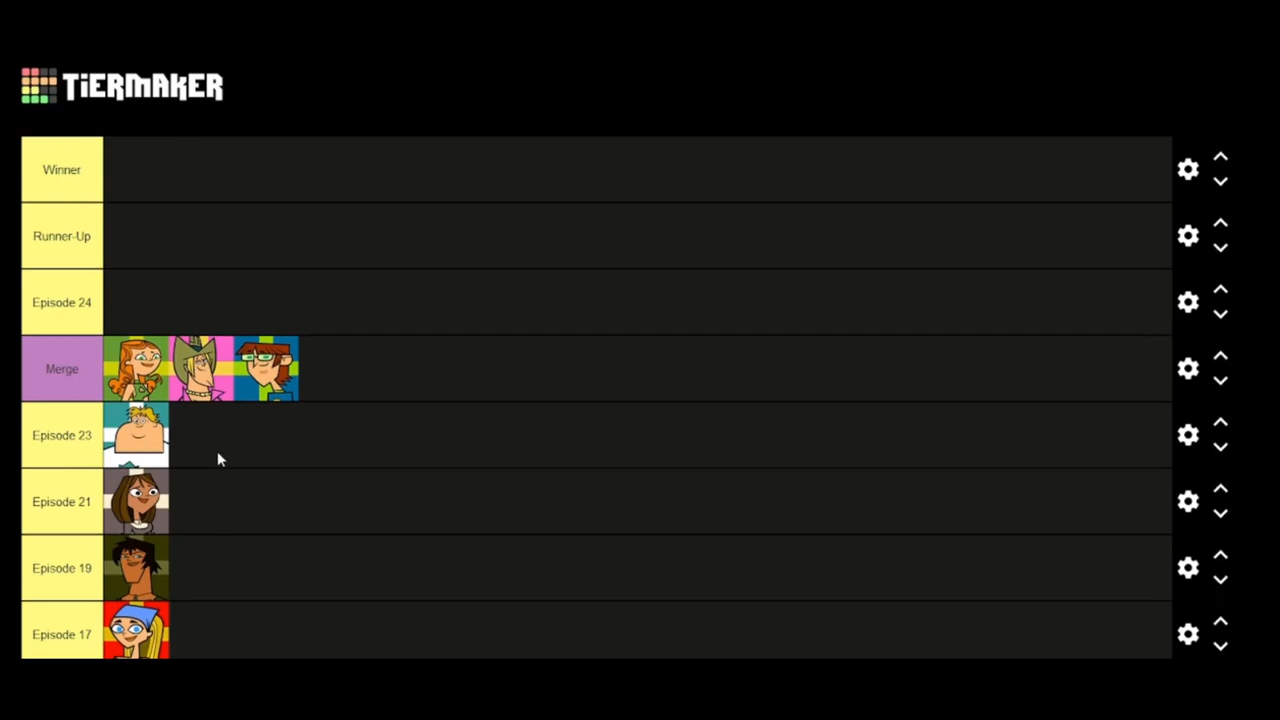 TiERMAKER
Winner
Runner-Up
Episode 24
Merge
Episode 23
Episode 21
Episode 19
Episode 17